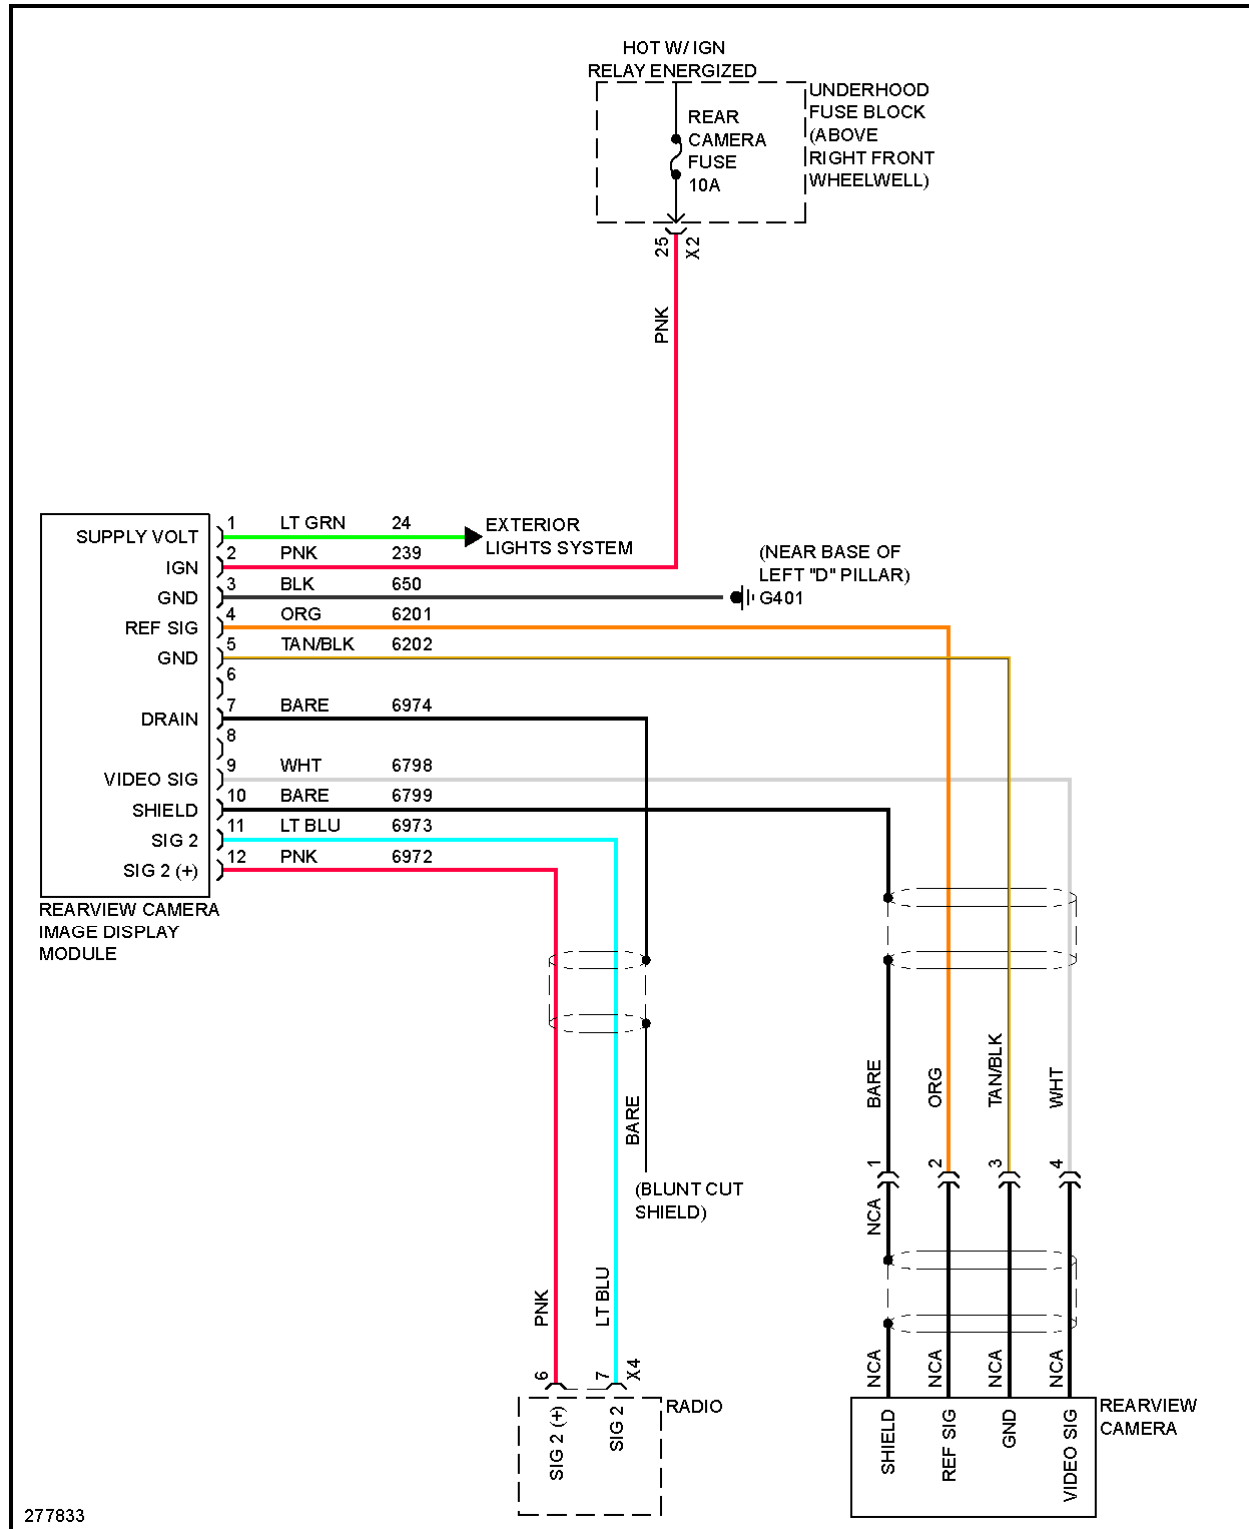 HOT W/ IGN
RELAY ENERGIZED
UNDERHOOD
FUSE BLOCK
(ABOVE
RIGHT FRONT
WHEELWELL)
REAR
CAMERA
FUSE
10A
25
X2
PNK
1 LT GRN 24
SUPPLY VOLT
EXTERIOR
LIGHTS SYSTEM
2 PNK 239
IGN
3 BLK 650
GND
(NEAR BASE OF
LEFT "D" PILLAR)
G401
4 ORG 6201
REF SIG
5 TAN/BLK 6202
GND
6
7 BARE 6974
DRAIN
8
9 WHT 6798
VIDEO SIG
10 BARE 6799
SHIELD
11 LT BLU 6973
SIG 2
12 PNK 6972
SIG 2 (+)
REARVIEW CAMERA
IMAGE DISPLAY
MODULE
BARE
(BLUNT CUT
SHIELD)
BARE
ORG
TAN/BLK
WHT
1
2
3
4
NCA
PNK
LT BLU
6
7
X4
NCA
NCA
NCA
NCA
RADIO
SIG 2 (+)
SIG 2
REARVIEW
CAMERA
SHIELD
REF SIG
GND
VIDEO SIG
277833